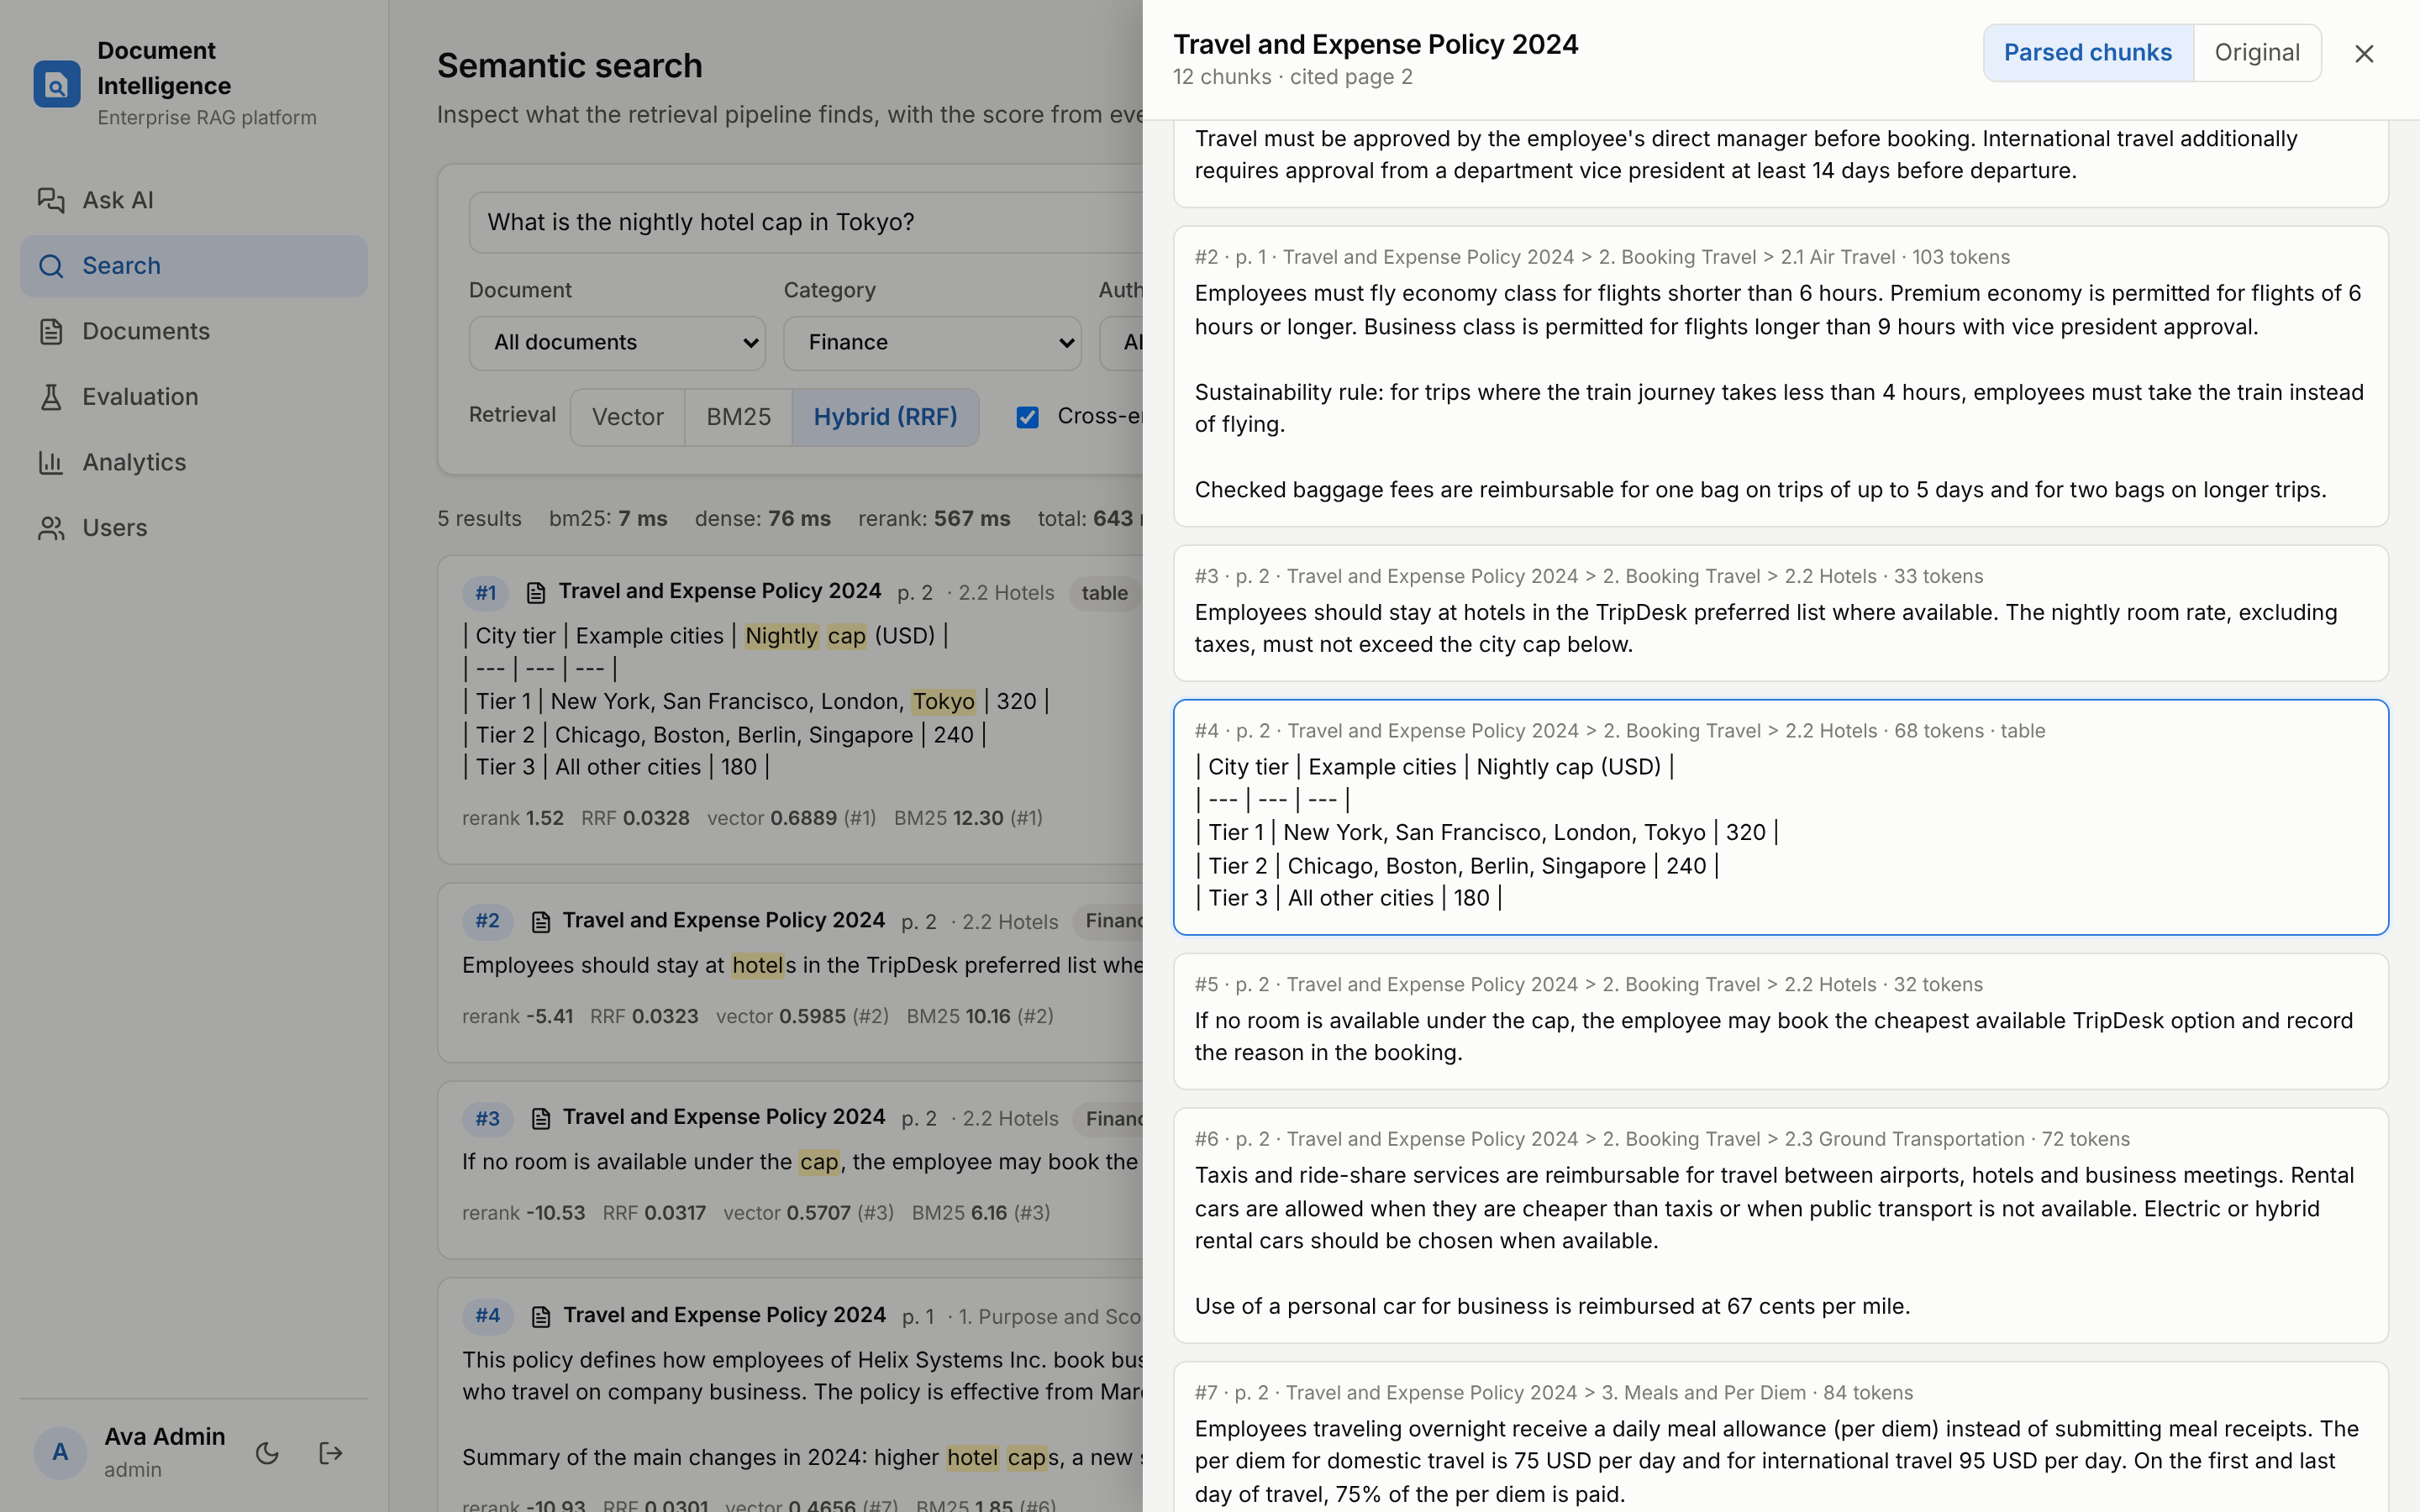 Document
Intelligence
Enterprise RAG platform
Ask AI
Search
Documents
Evaluation
Analytics
Users
A
Ava Admin
admin
Semantic search
Inspect what the retrieval pipeline finds, with the score from
What is the nightly hotel cap in Tokyo?
Document
Category
All documents
Finance
Retrieval
Vector
BM25
Hybrid (RRF)
5 results bm25: 7 ms dense: 76 ms rerank: 567 ms total: 643
#1 Travel and Expense Policy 2024 p. 2 · 2.2 Hotels table
| City tier | Example cities | Nightly cap (USD) |
| --- | --- | --- |
| Tier 1 | New York, San Francisco, London, Tokyo | 320 |
| Tier 2 | Chicago, Boston, Berlin, Singapore | 240 |
| Tier 3 | All other cities | 180 |
rerank 1.52 RRF 0.0328 vector 0.6889 (#1) BM25 12.30 (#1)
#2 Travel and Expense Policy 2024 p. 2 · 2.2 Hotels
Employees should stay at hotels in the TripDesk preferred list
rerank -5.41 RRF 0.0323 vector 0.5985 (#2) BM25 10.16 (#2)
#3 Travel and Expense Policy 2024 p. 2 · 2.2 Hotels
If no room is available under the cap, the employee may book the
rerank -10.53 RRF 0.0317 vector 0.5707 (#3) BM25 6.16 (#3)
#4 Travel and Expense Policy 2024 p. 1 · 1. Purpose and
This policy defines how employees of Helix Systems Inc. book
who travel on company business. The policy is effective from
Summary of the main changes in 2024: higher hotel caps, a new
rerank -10.93 RRF 0.0301 vector 0.4656 (#7) BM25 1.85 (#6)
Travel and Expense Policy 2024
12 chunks · cited page 2
Parsed chunks
Original
Travel must be approved by the employee's direct manager before booking. International travel additionally
requires approval from a department vice president at least 14 days before departure.
#2 · p. 1 · Travel and Expense Policy 2024 > 2. Booking Travel > 2.1 Air Travel · 103 tokens
Employees must fly economy class for flights shorter than 6 hours. Premium economy is permitted for flights of 6
hours or longer. Business class is permitted for flights longer than 9 hours with vice president approval.
Sustainability rule: for trips where the train journey takes less than 4 hours, employees must take the train instead
of flying.
Checked baggage fees are reimbursable for one bag on trips of up to 5 days and for two bags on longer trips.
#3 · p. 2 · Travel and Expense Policy 2024 > 2. Booking Travel > 2.2 Hotels · 33 tokens
Employees should stay at hotels in the TripDesk preferred list where available. The nightly room rate, excluding
taxes, must not exceed the city cap below.
#4 · p. 2 · Travel and Expense Policy 2024 > 2. Booking Travel > 2.2 Hotels · 68 tokens · table
| City tier | Example cities | Nightly cap (USD) |
| --- | --- | --- |
| Tier 1 | New York, San Francisco, London, Tokyo | 320 |
| Tier 2 | Chicago, Boston, Berlin, Singapore | 240 |
| Tier 3 | All other cities | 180 |
#5 · p. 2 · Travel and Expense Policy 2024 > 2. Booking Travel > 2.2 Hotels · 32 tokens
If no room is available under the cap, the employee may book the cheapest available TripDesk option and record
the reason in the booking.
#6 · p. 2 · Travel and Expense Policy 2024 > 2. Booking Travel > 2.3 Ground Transportation · 72 tokens
Taxis and ride-share services are reimbursable for travel between airports, hotels and business meetings. Rental
cars are allowed when they are cheaper than taxis or when public transport is not available. Electric or hybrid
rental cars should be chosen when available.
Use of a personal car for business is reimbursed at 67 cents per mile.
#7 · p. 2 · Travel and Expense Policy 2024 > 3. Meals and Per Diem · 84 tokens
Employees traveling overnight receive a daily meal allowance (per diem) instead of submitting meal receipts. The
per diem for domestic travel is 75 USD per day and for international travel 95 USD per day. On the first and last
day of travel, 75% of the per diem is paid.